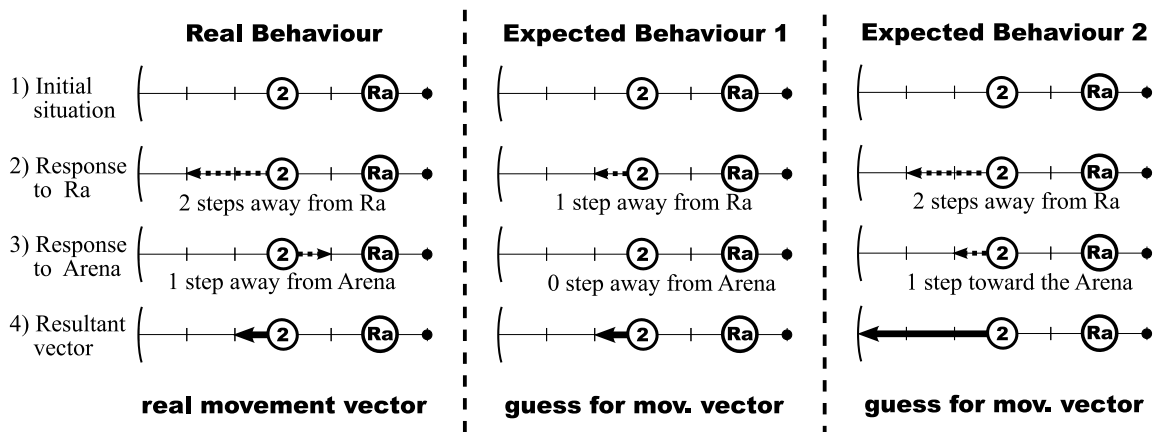 Real Behaviour
Expected Behaviour 1
Expected Behaviour 2
1) Initial
situation
2 Ra
2 Ra
2 Ra
2) Response
to Ra
2 Ra
2 steps away from Ra
2 Ra
1 step away from Ra
2 Ra
2 steps away from Ra
3) Response
to Arena
2 Ra
1 step away from Arena
2 Ra
0 step away from Arena
2 Ra
1 step toward the Arena
4) Resultant
vector
2 Ra
2 Ra
2 Ra
real movement vector
guess for mov. vector
guess for mov. vector